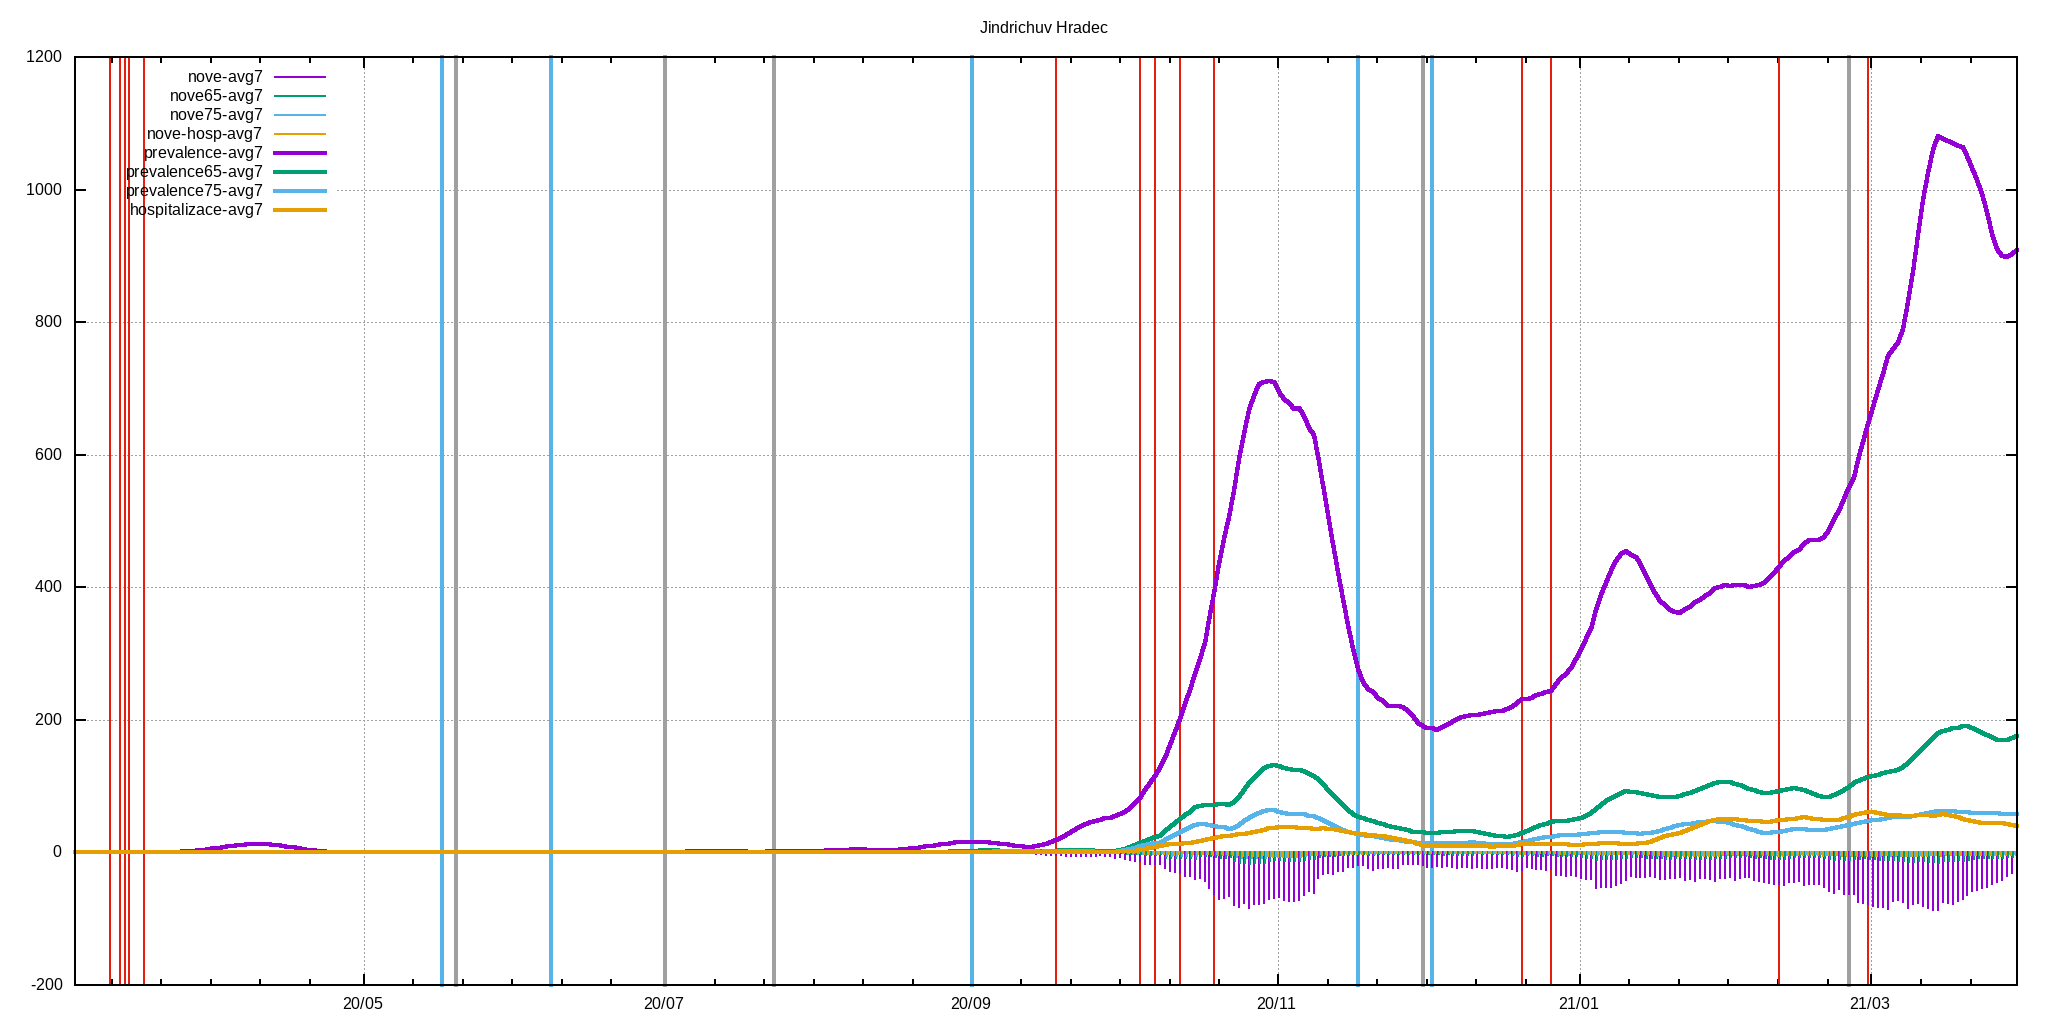 Jindrichuv Hradec
1200
1000
800
600
400
200
0
-200
nove-avg7
nove65-avg7
nove75-avg7
nove-hosp-avg7
prevalence-avg7
prevalence65-avg7
prevalence75-avg7
hospitalizace-avg7
20/05
20/07
20/09
20/11
21/01
21/03